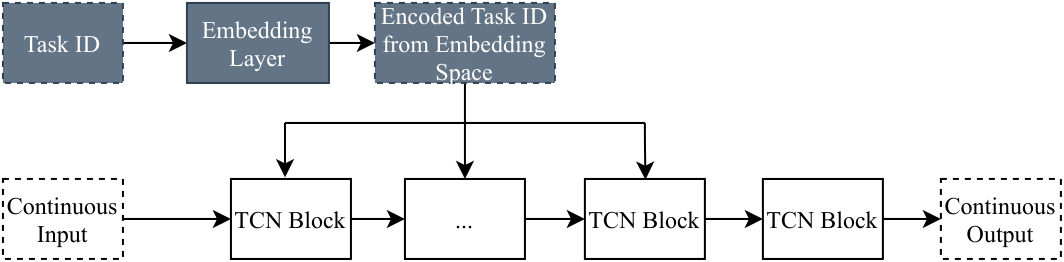 Task ID
Embedding
Layer
Encoded Task ID
from Embedding
Space
Continuous
Input
TCN Block
...
TCN Block
TCN Block
Continuous
Output